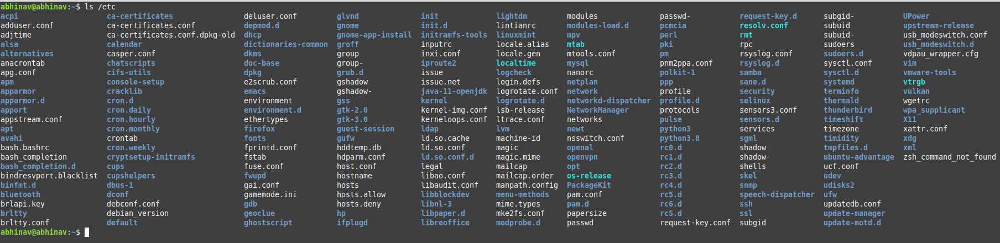 abhinav@abhinav:~$ ls /etc
acpi ca-certificates deluser.conf glvnd init lightdm modules passwd- request-key.d subgid- UPower
adduser.conf ca-certificates.conf depmod.d gnome init.d lintianrc modules-load.d pcmcia resolv.conf subuid upstream-release
adjtime ca-certificates.conf.dpkg-old dhcp gnome-app-install initramfs-tools linuxmint mpv perl rmt subuid- usb_modeswitch.conf
alsa calendar dictionaries-common groff inputrc locale.alias mtab pki rpc sudoers usb_modeswitch.d
alternatives casper.conf dkms group inxi.conf locale.gen mtools.conf pm rsyslog.conf sudoers.d vdpau_wrapper.cfg
anacrontab chatscripts doc-base group- iproute2 localtime mysql pnm2ppa.conf rsyslog.d sysctl.conf vim
apg.conf cifs-utils dpkg grub.d issue logcheck nanorc polkit-1 samba sysctl.d vmware-tools
apm console-setup e2scrub.conf gshadow issue.net login.defs netplan ppp sane.d systemd vtrgb
apparmor cracklib emacs gshadow- java-11-openjdk logrotate.conf network profile security terminfo vulkan
apparmor.d cron.d environment gss kernel logrotate.d networkd-dispatcher profile.d selinux thermald wgetrc
apport cron.daily environment.d gtk-2.0 kernel-img.conf lsb-release NetworkManager protocols sensors3.conf thunderbird wpa_supplicant
appstream.conf cron.hourly ethertypes gtk-3.0 kerneloops.conf ltrace.conf networks pulse sensors.d timeshift X11
apt cron.monthly firefox guest-session ldap lvm newt python3 services timezone xattr.conf
avahi crontab fonts gufw ld.so.cache machine-id nsswitch.conf python3.8 sgml timidity xdg
bash.bashrc cron.weekly fprintd.conf hddtemp.db ld.so.conf magic openal rc0.d shadow tmpfiles.d xml
bash_completion cryptsetup-initramfs fstab hdparm.conf ld.so.conf.d magic.mime openvpn rc1.d shadow- ubuntu-advantage zsh_command_not_found
bash_completion.d cups fuse.conf host.conf legal mailcap opt rc2.d shells ucf.conf
bindresvport.blacklist cupshelpers fwupd hostname libao.conf mailcap.order os-release rc3.d skel udev
binfmt.d dbus-1 gai.conf hosts libaudit.conf manpath.config PackageKit rc4.d snmp udisks2
bluetooth dconf gamemode.ini hosts.allow libblockdev menu-methods pam.conf rc5.d speech-dispatcher ufw
brlapi.key debconf.conf gdb hosts.deny libnl-3 mime.types pam.d rc6.d ssh updatedb.conf
brltty debian_version geoclue hp libpaper.d mke2fs.conf papersize rcS.d ssl update-manager
brltty.conf default ghostscript ifplugd libreoffice modprobe.d passwd request-key.conf subgid update-motd.d
abhinav@abhinav:~$